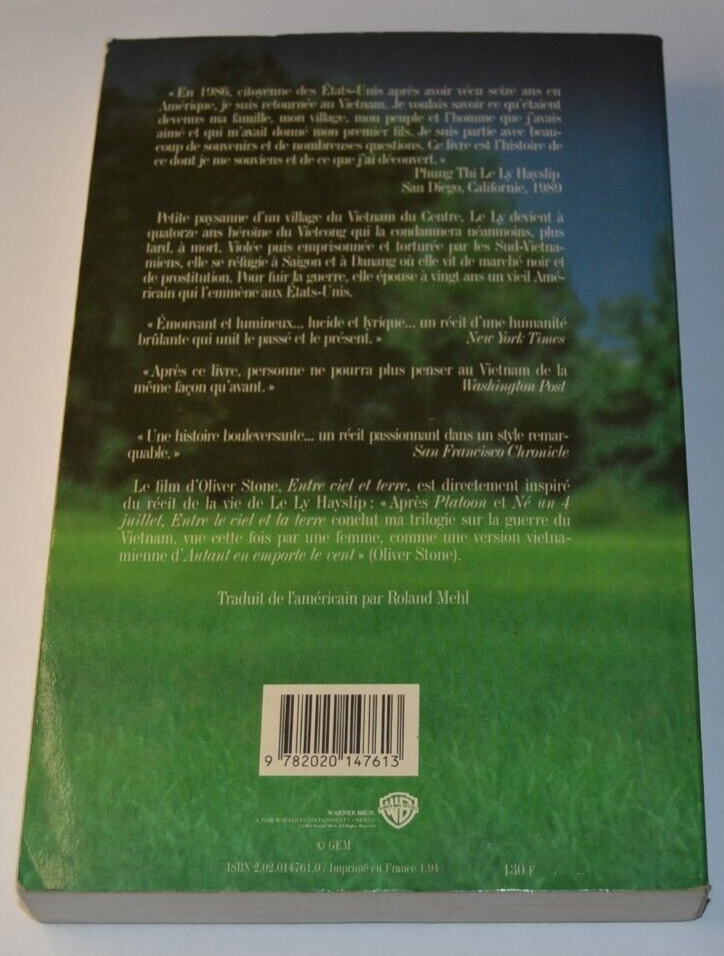 « En 1986, citoyenne des États-Unis après avoir vécu seize ans en
Amérique, je suis retournée au Vietnam. Je voulais savoir ce qu'étaient
devenus ma famille, mon village, mon peuple et l'homme que j'avais
aimé et qui m'avait donné mon premier fils. Je suis partie avec beau-
coup de souvenirs et de nombreuses questions. Ce livre est l'histoire de
ce dont je me souviens et de ce que j'ai découvert. »
Phung Thi Le Ly Hayslip
San Diego, Californie, 1989
Petite paysanne d'un village du Vietnam du Centre, Le Ly devient à
quatorze ans héroïne du Vietcong qui la condamnera néanmoins, plus
tard, à mort. Violée puis emprisonnée et torturée par les Sud-Vietna-
miens, elle se réfugie à Saigon et à Danang où elle vit de marché noir et
de prostitution. Pour fuir la guerre, elle épouse à vingt ans un vieil Amé-
ricain qui l'emmène aux États-Unis.
« Émouvant et lumineux... lucide et lyrique... un récit d'une humanité
brûlante qui unit le passé et le présent. » New York Times
« Après ce livre, personne ne pourra plus penser au Vietnam de la
même façon qu'avant. » Washington Post
« Une histoire bouleversante... un récit passionnant dans un style remar-
quable. » San Francisco Chronicle
Le film d'Oliver Stone, Entre ciel et terre, est directement inspiré
du récit de la vie de Le Ly Hayslip : « Après Platoon et Né un 4
juillet, Entre le ciel et la terre conclut ma trilogie sur la guerre du
Vietnam, vue cette fois par une femme, comme une version vietna-
mienne d'Autant en emporte le vent » (Oliver Stone).
Traduit de l'américain par Roland Mehl
9 782020 147613
WARNER BROS.
A TIME WARNER ENTERTAINMENT COMPANY
© GEM
ISBN 2.02.014761.0 / Imprimé en France 1.94 130 F